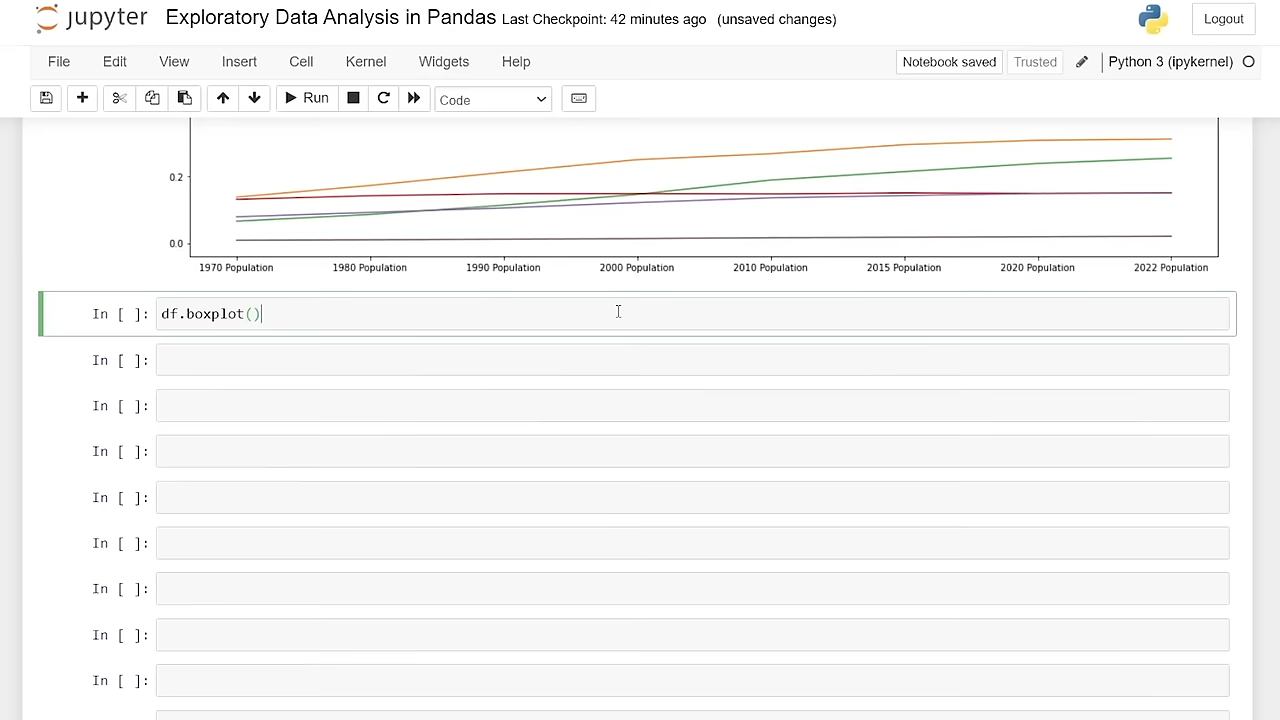 jupyter Exploratory Data Analysis in Pandas Last Checkpoint: 42 minutes ago (unsaved changes) Logout
File Edit View Insert Cell Kernel Widgets Help Notebook saved Trusted Python 3 (ipykernel)
Run Code
0.2
0.0
1970 Population 1980 Population 1990 Population 2000 Population 2010 Population 2015 Population 2020 Population 2022 Population
In [ ]: df.boxplot()
In [ ]:
In [ ]:
In [ ]:
In [ ]:
In [ ]:
In [ ]:
In [ ]:
In [ ]: